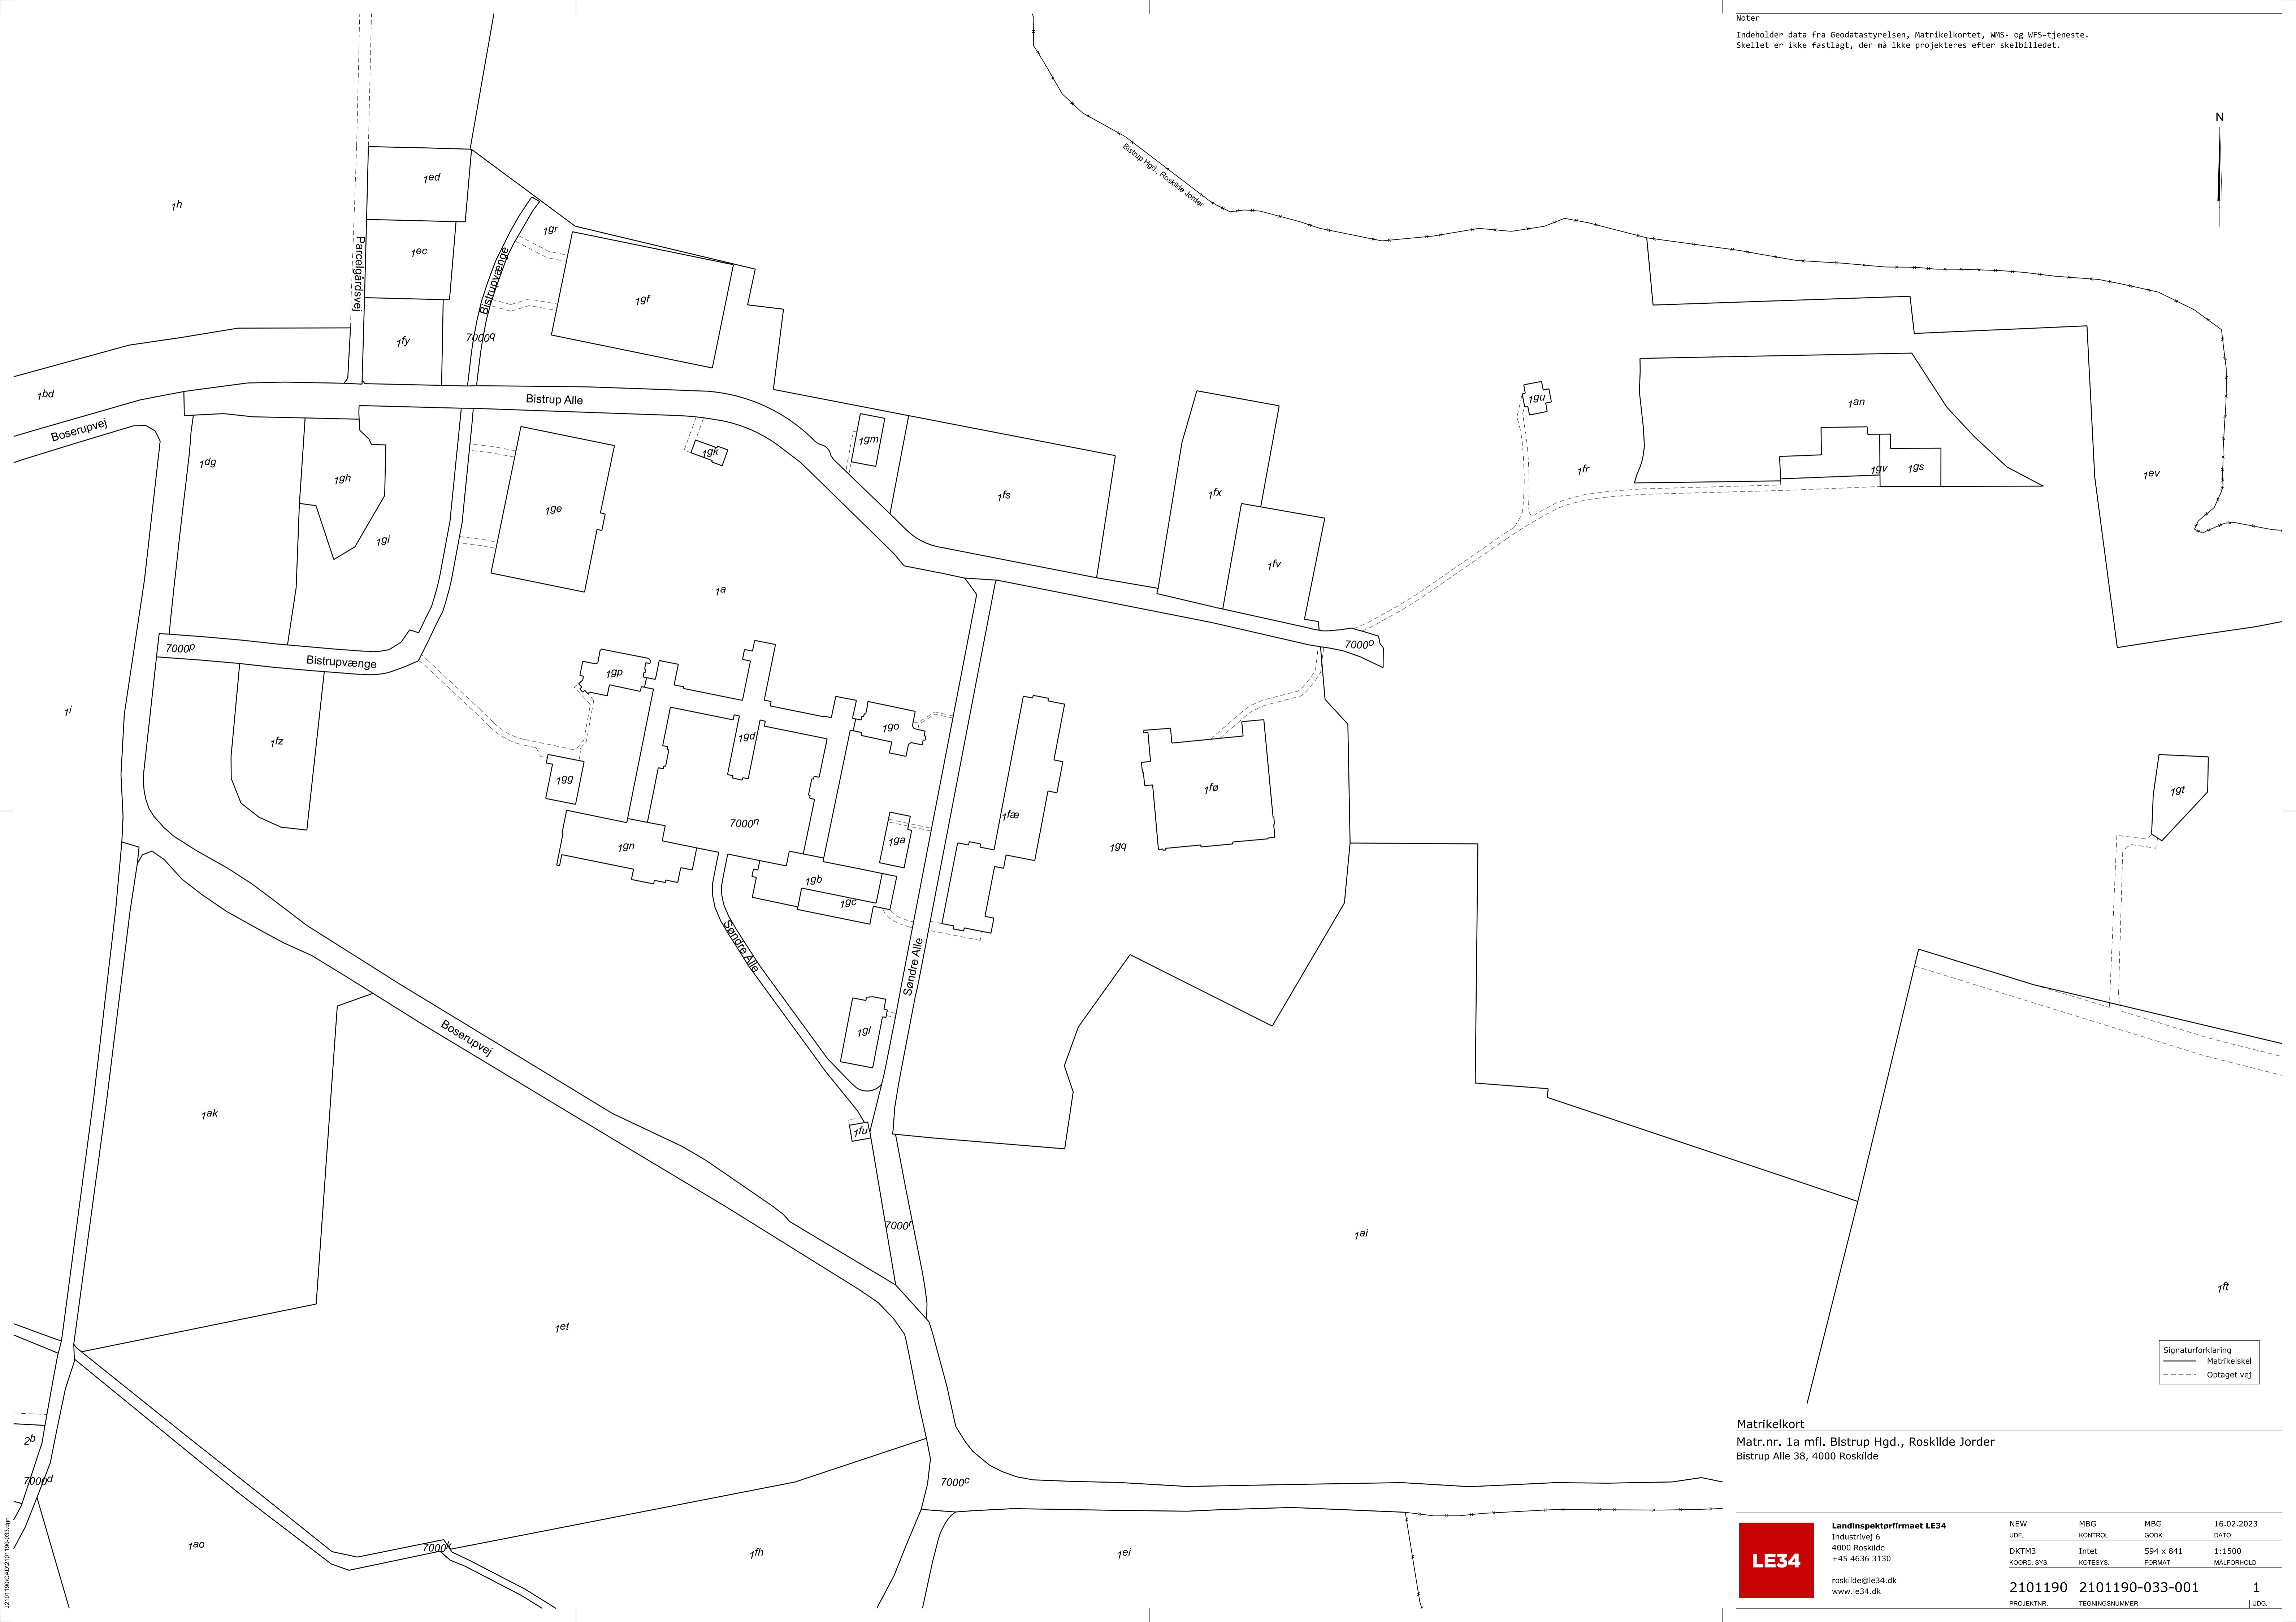 Noter
Indeholder data fra Geodatastyrelsen, Matrikelkortet, WMS- og WFS-tjeneste.
Skellet er ikke fastlagt, der må ikke projekteres efter skelbilledet.
N
Bistrup Hgd., Roskilde Jorder
1ed
1h
1gr
1ec
Parcelgårdsvej
Bistrupvænge
1gf
7000q
1fy
1bd
Bistrup Alle
1gu
1an
Boserupvej
1gm
1gk
1dg
1gh
1fr
1gv
1gs
1ev
1fs
1fx
1ge
1gi
1fv
1a
7000p
Bistrupvænge
7000o
1gp
1i
1go
1gd
1fz
1gg
1fø
1gt
1fæ
7000n
1gn
1ga
1gq
1gb
1gc
Søndre Alle
Søndre Alle
1gl
Boserupvej
1ak
1fu
7000r
1ai
1ft
1et
Signaturforklaring
Matrikelskel
Optaget vej
2b
7000d
7000c
7000k
1ao
1fh
1ei
J:2101190\CAD\2101190-033.dgn
Matrikelkort
Matr.nr. 1a mfl. Bistrup Hgd., Roskilde Jorder
Bistrup Alle 38, 4000 Roskilde
LE34
Landinspektørfirmaet LE34
Industrivej 6
4000 Roskilde
+45 4636 3130
roskilde@le34.dk
www.le34.dk
NEW MBG MBG 16.02.2023
UDF. KONTROL GODK. DATO
DKTM3 Intet 594 x 841 1:1500
KOORD. SYS. KOTESYS. FORMAT MÅLFORHOLD
2101190 2101190-033-001 1
PROJEKTNR. TEGNINGSNUMMER UDG.